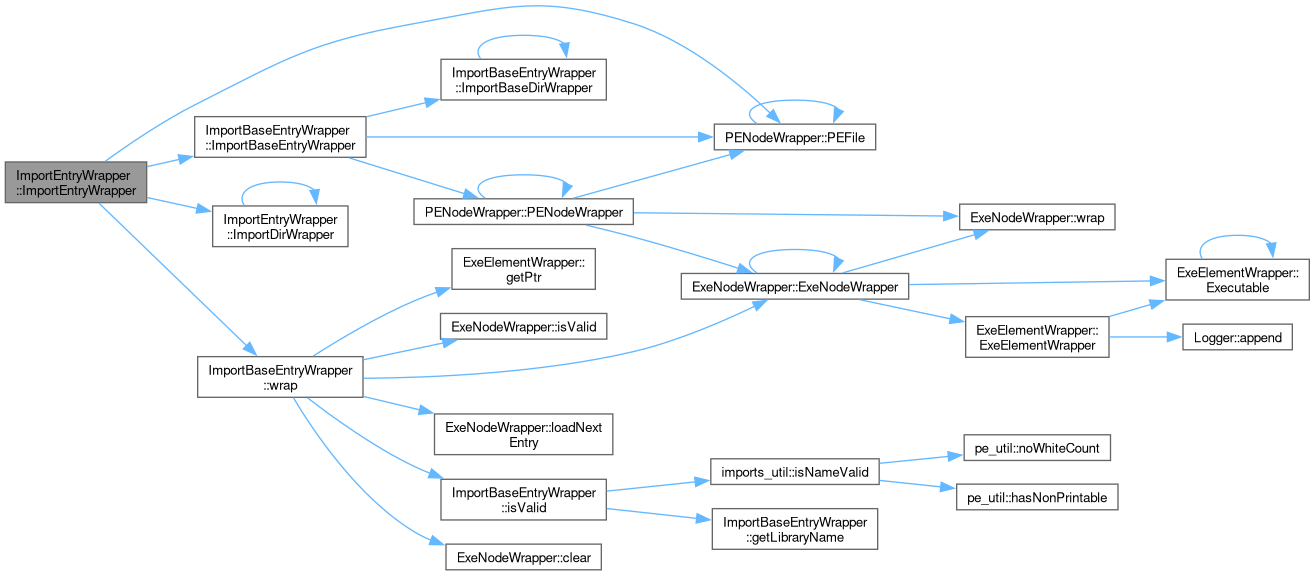 ImportEntryWrapper
::ImportEntryWrapper
ImportBaseEntryWrapper
::ImportBaseEntryWrapper
ImportEntryWrapper
::ImportDirWrapper
ImportBaseEntryWrapper
::wrap
ImportBaseEntryWrapper
::ImportBaseDirWrapper
PENodeWrapper::PENodeWrapper
ExeElementWrapper::
getPtr
ExeNodeWrapper::isValid
ExeNodeWrapper::loadNext
Entry
ImportBaseEntryWrapper
::isValid
ExeNodeWrapper::clear
PENodeWrapper::PEFile
ExeNodeWrapper::ExeNodeWrapper
imports_util::isNameValid
ImportBaseEntryWrapper
::getLibraryName
ExeNodeWrapper::wrap
ExeElementWrapper::
ExeElementWrapper
pe_util::noWhiteCount
pe_util::hasNonPrintable
ExeElementWrapper::
Executable
Logger::append